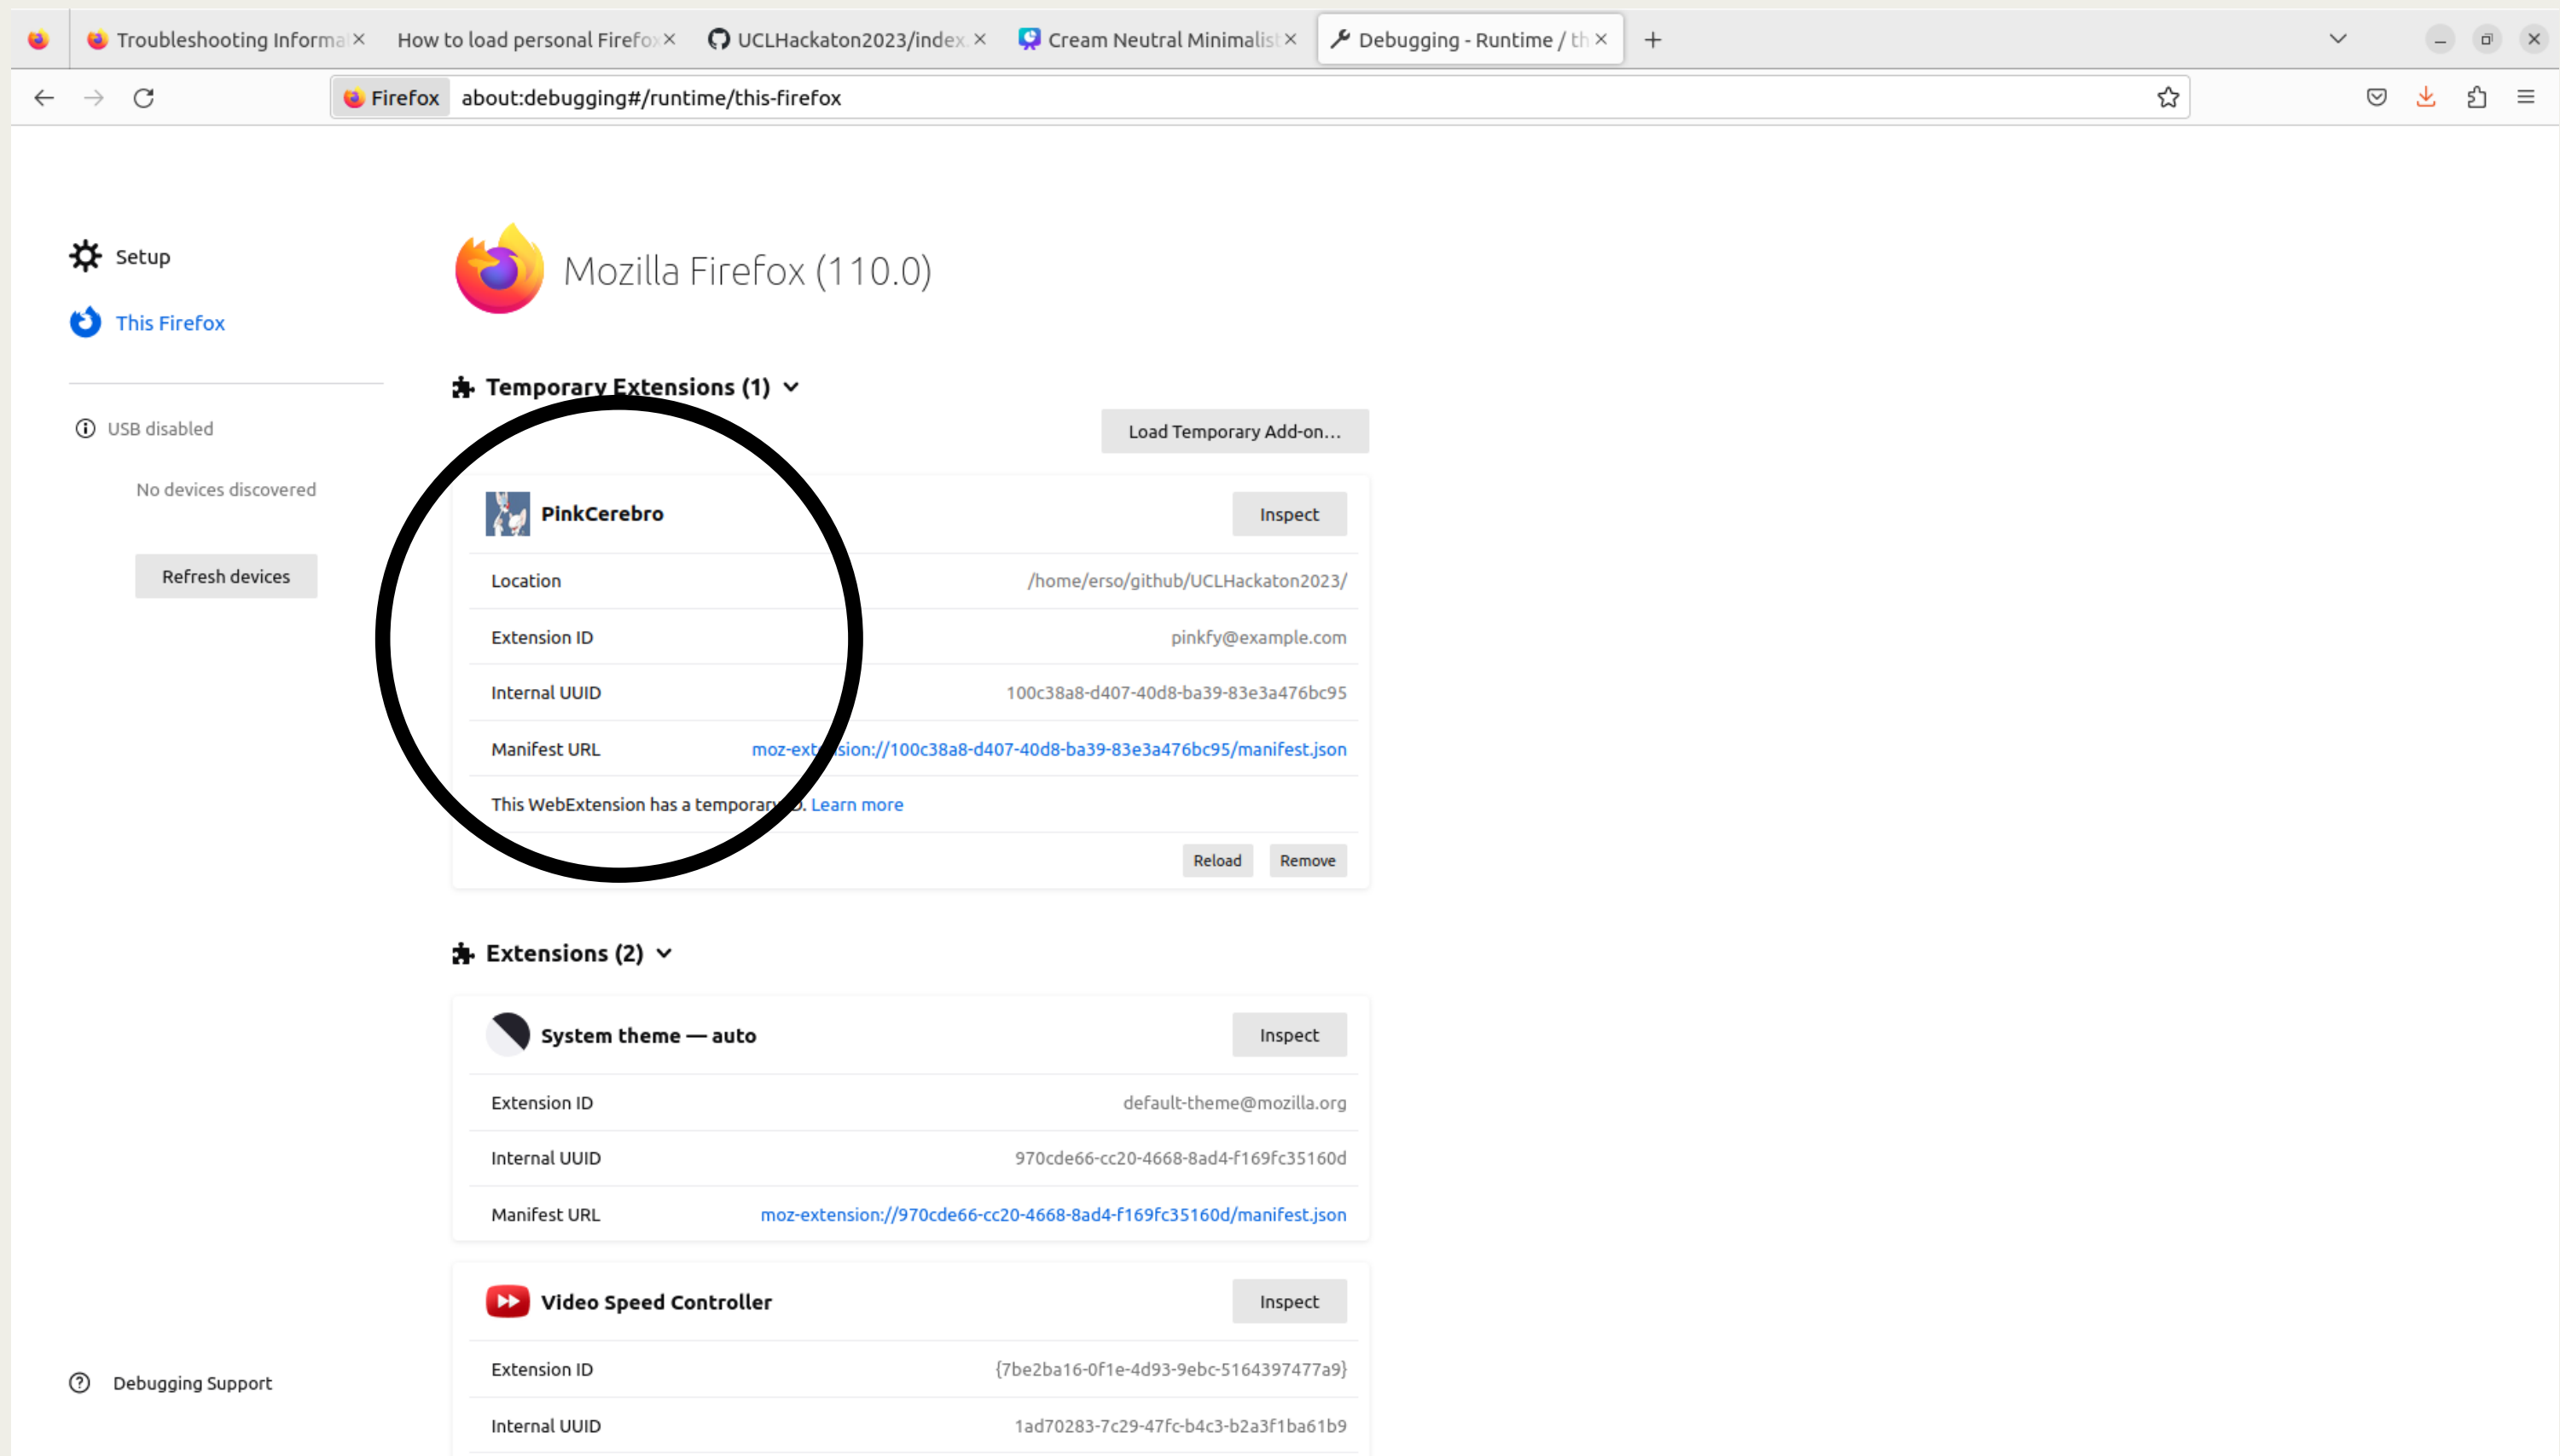 Troubleshooting Informa
How to load personal Firefo
UCLHackaton2023/index.
Cream Neutral Minimalist
Debugging - Runtime / th
Firefox about:debugging#/runtime/this-firefox
Setup
This Firefox
USB disabled
No devices discovered
Refresh devices
Debugging Support
Mozilla Firefox (110.0)
Temporary Extensions (1)
Load Temporary Add-on...
PinkCerebro Inspect
Location /home/erso/github/UCLHackaton2023/
Extension ID pinkfy@example.com
Internal UUID 100c38a8-d407-40d8-ba39-83e3a476bc95
Manifest URL moz-extension://100c38a8-d407-40d8-ba39-83e3a476bc95/manifest.json
This WebExtension has a temporary ID. Learn more
Reload Remove
Extensions (2)
System theme — auto Inspect
Extension ID default-theme@mozilla.org
Internal UUID 970cde66-cc20-4668-8ad4-f169fc35160d
Manifest URL moz-extension://970cde66-cc20-4668-8ad4-f169fc35160d/manifest.json
Video Speed Controller Inspect
Extension ID {7be2ba16-0f1e-4d93-9ebc-5164397477a9}
Internal UUID 1ad70283-7c29-47fc-b4c3-b2a3f1ba61b9